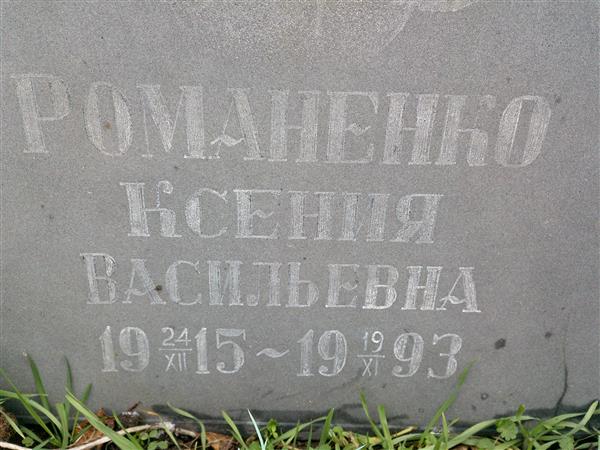 РОМАНЕНКО
КСЕНИЯ
ВАСИЛЬЕВНА
19 24/XII 15 ~ 19 19/XI 93